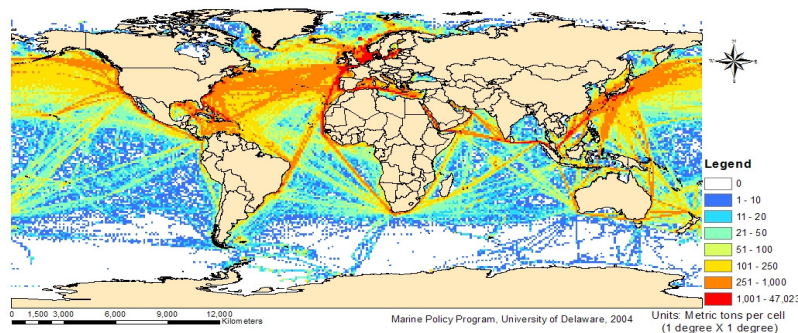 N
W
E
S
Legend
0
1 - 10
11 - 20
21 - 50
51 - 100
101 - 250
251 - 1,000
1,001 - 47,023
0 1,500 3,000 6,000 9,000 12,000
Kilometers
Marine Policy Program, University of Delaware, 2004
Units: Metric tons per cell
(1 degree X 1 degree)